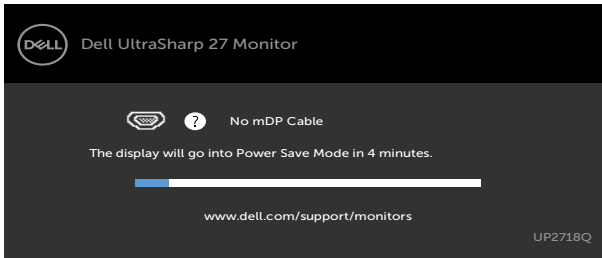 DELL
Dell UltraSharp 27 Monitor
? No mDP Cable
The display will go into Power Save Mode in 4 minutes.
www.dell.com/support/monitors
UP2718Q